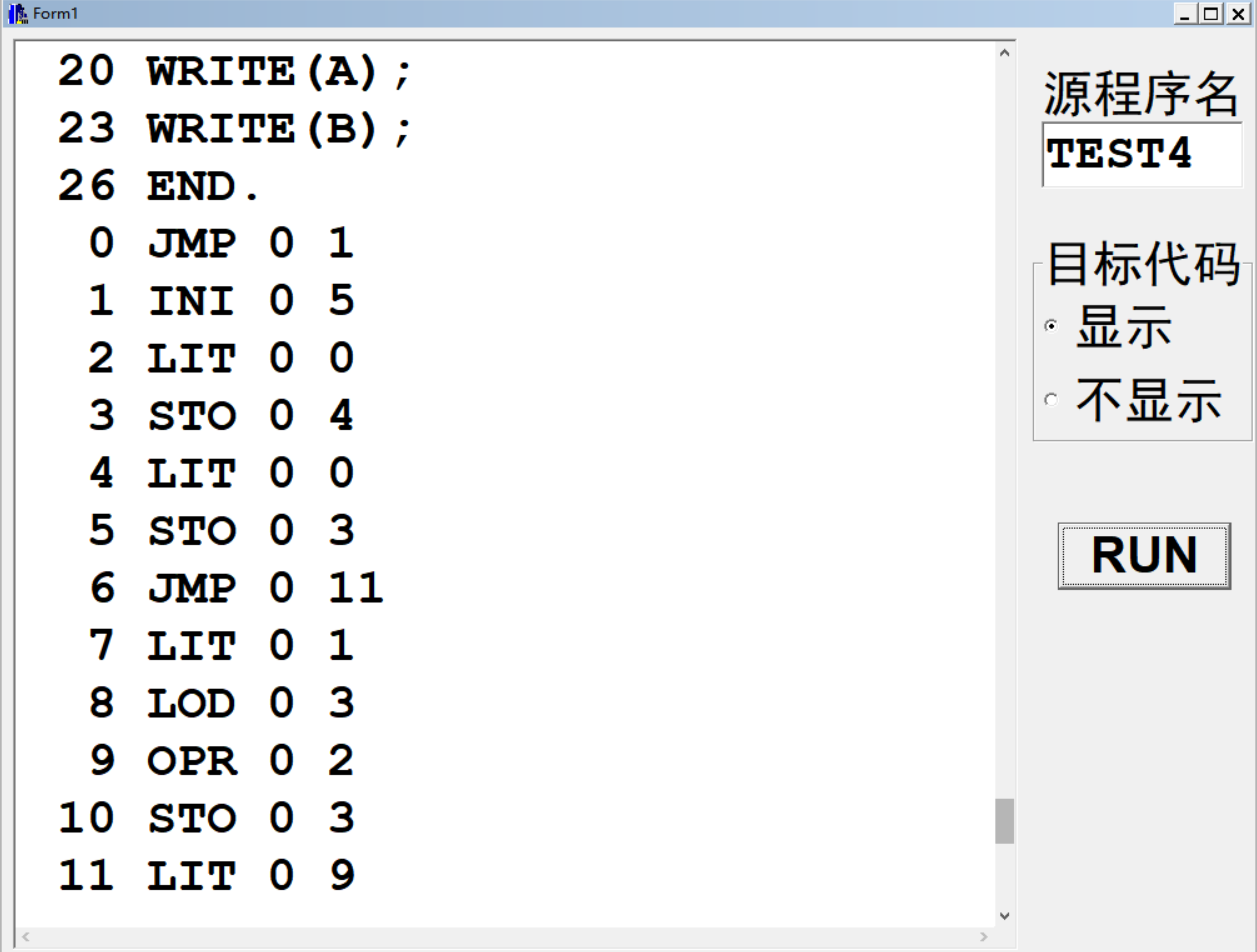 Form1
20 WRITE(A);
23 WRITE(B);
26 END.
0 JMP 0 1
1 INI 0 5
2 LIT 0 0
3 STO 0 4
4 LIT 0 0
5 STO 0 3
6 JMP 0 11
7 LIT 0 1
8 LOD 0 3
9 OPR 0 2
10 STO 0 3
11 LIT 0 9
源程序名
TEST4
目标代码
显示
不显示
RUN